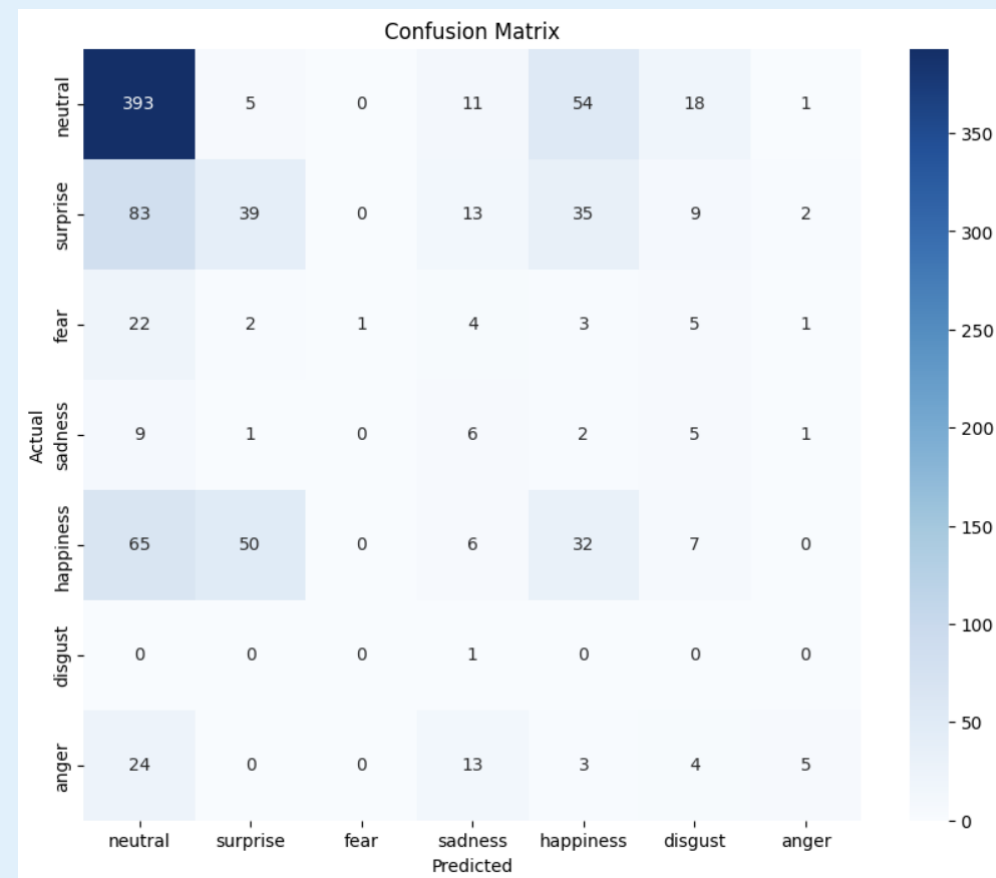 Confusion Matrix
neutral 393 5 0 11 54 18 1
surprise 83 39 0 13 35 9 2
fear 22 2 1 4 3 5 1
sadness 9 1 0 6 2 5 1
happiness 65 50 0 6 32 7 0
disgust 0 0 0 1 0 0 0
anger 24 0 0 13 3 4 5
Actual
neutral surprise fear sadness happiness disgust anger
Predicted
350
300
250
200
150
100
50
0